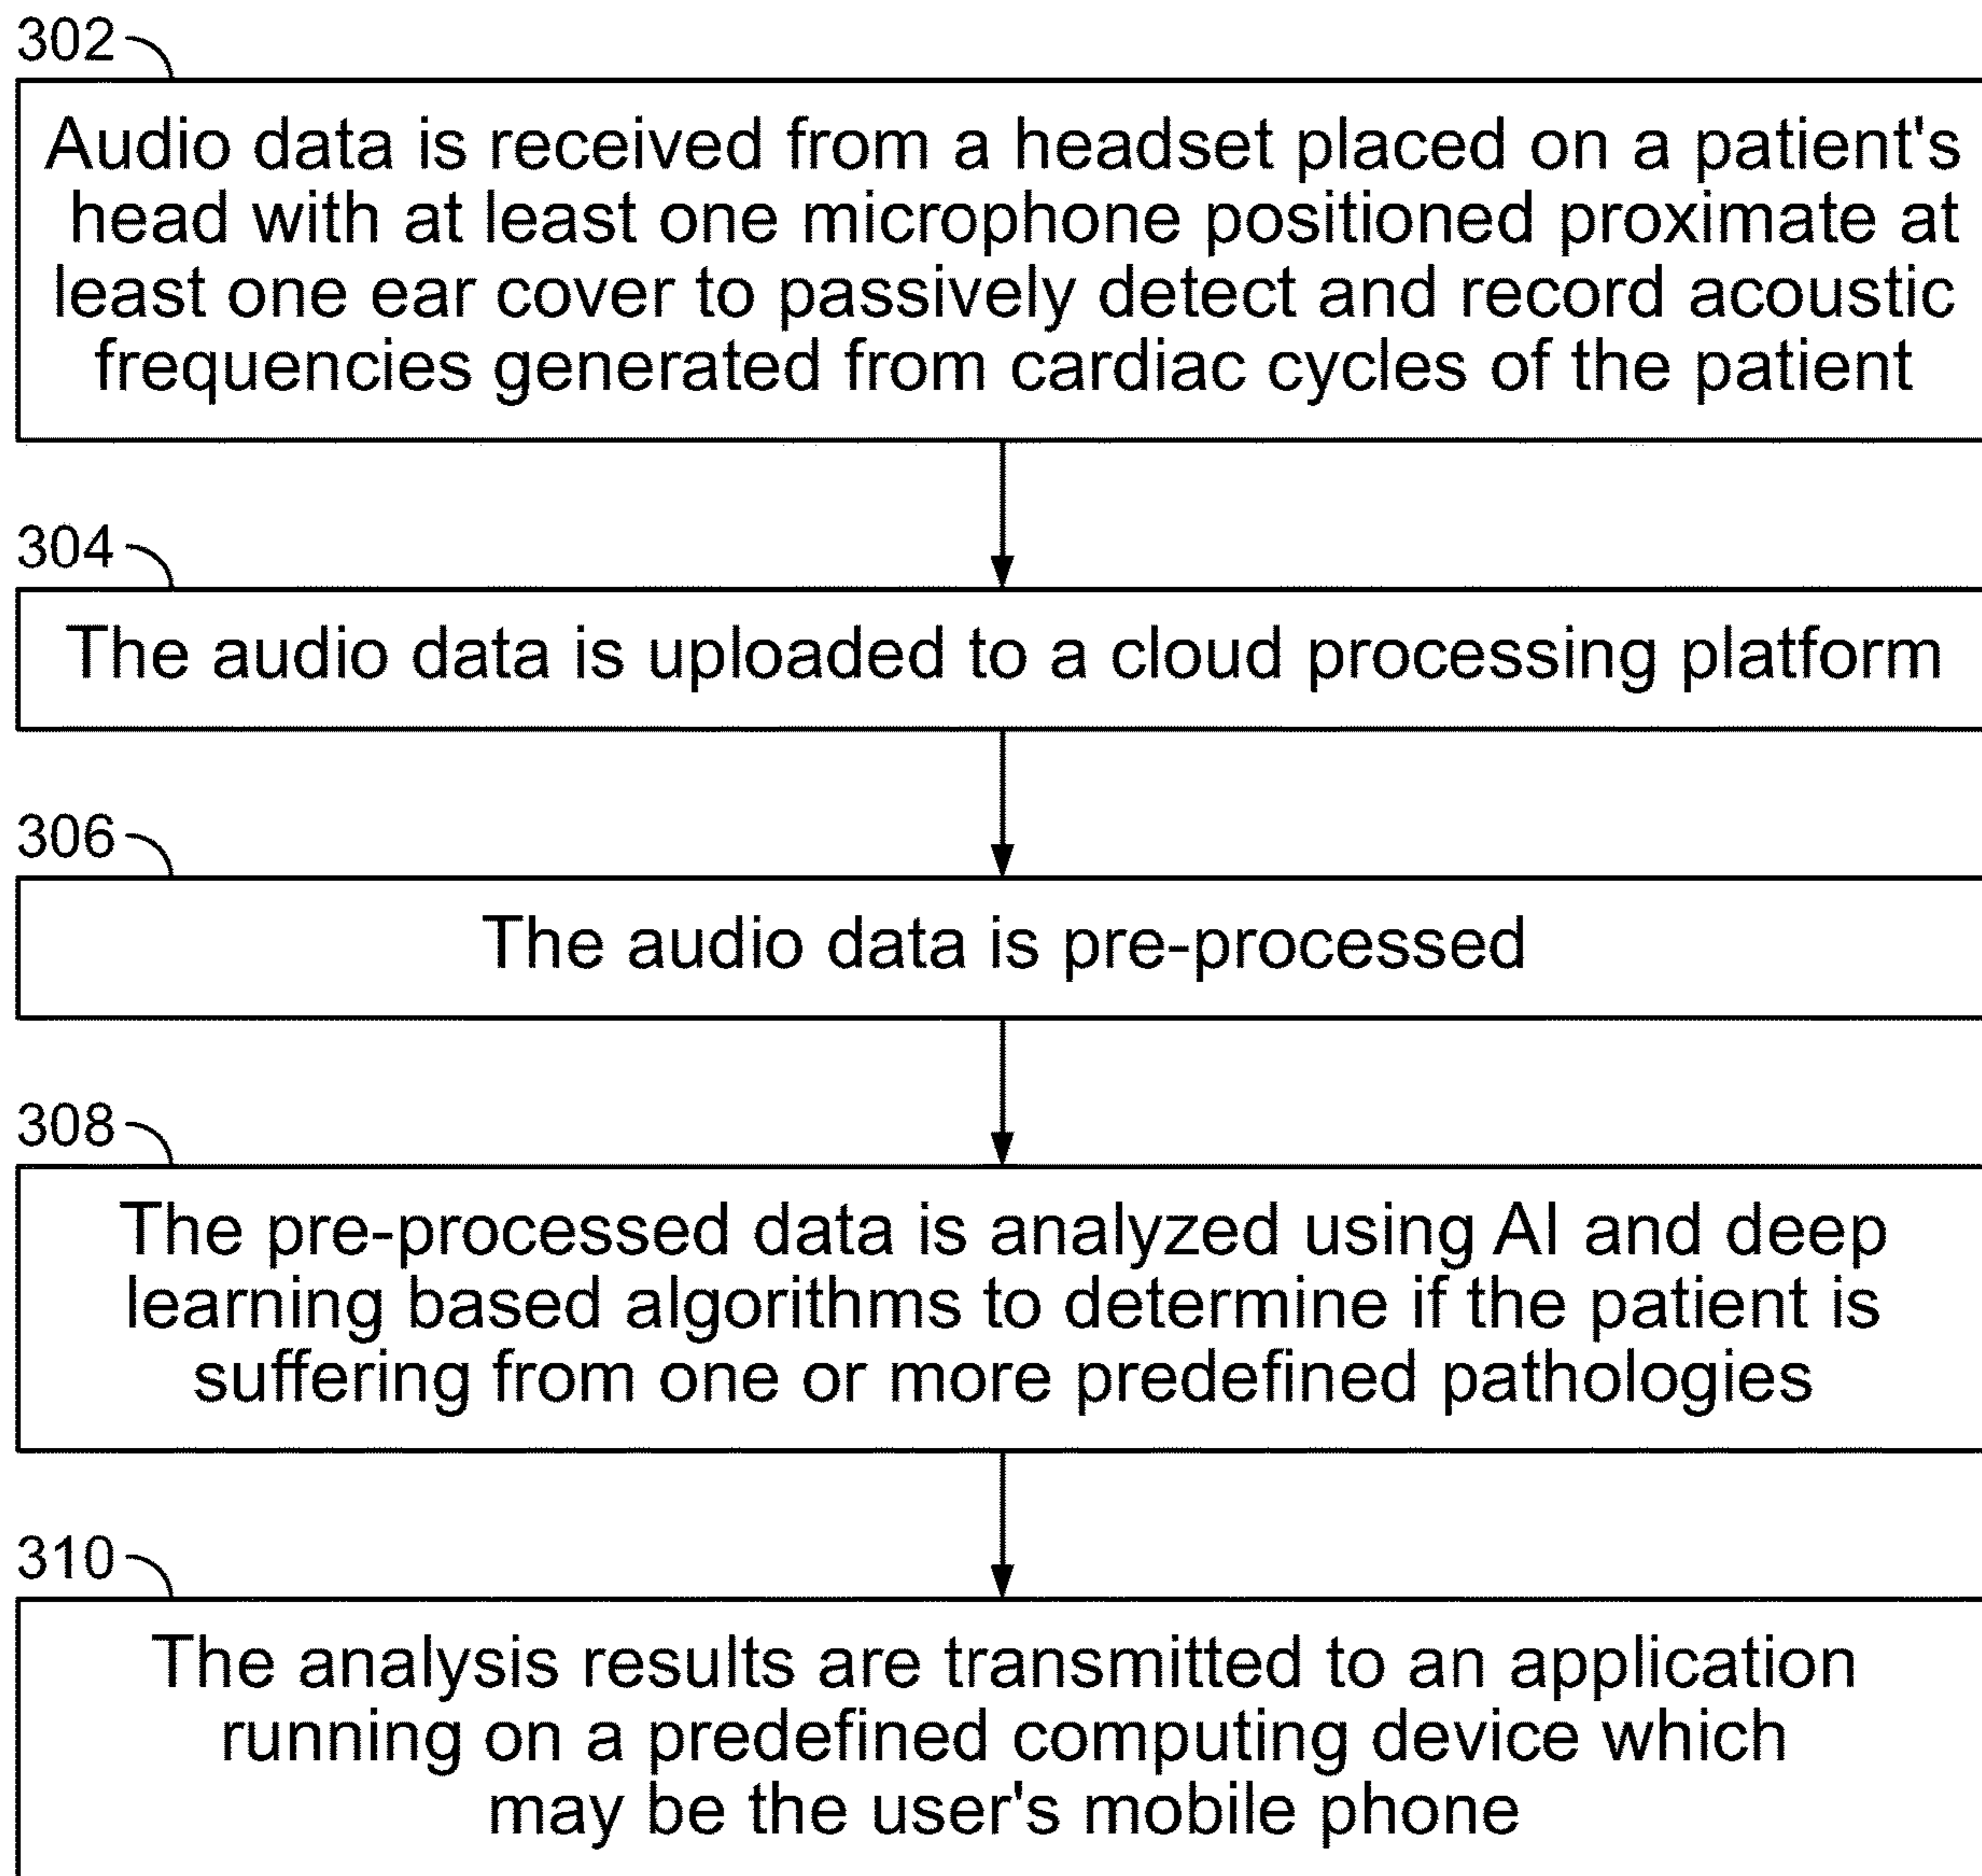 302
Audio data is received from a headset placed on a patient's
head with at least one microphone positioned proximate at
least one ear cover to passively detect and record acoustic
frequencies generated from cardiac cycles of the patient
304
The audio data is uploaded to a cloud processing platform
306
The audio data is pre-processed
308
The pre-processed data is analyzed using AI and deep
learning based algorithms to determine if the patient is
suffering from one or more predefined pathologies
310
The analysis results are transmitted to an application
running on a predefined computing device which
may be the user's mobile phone